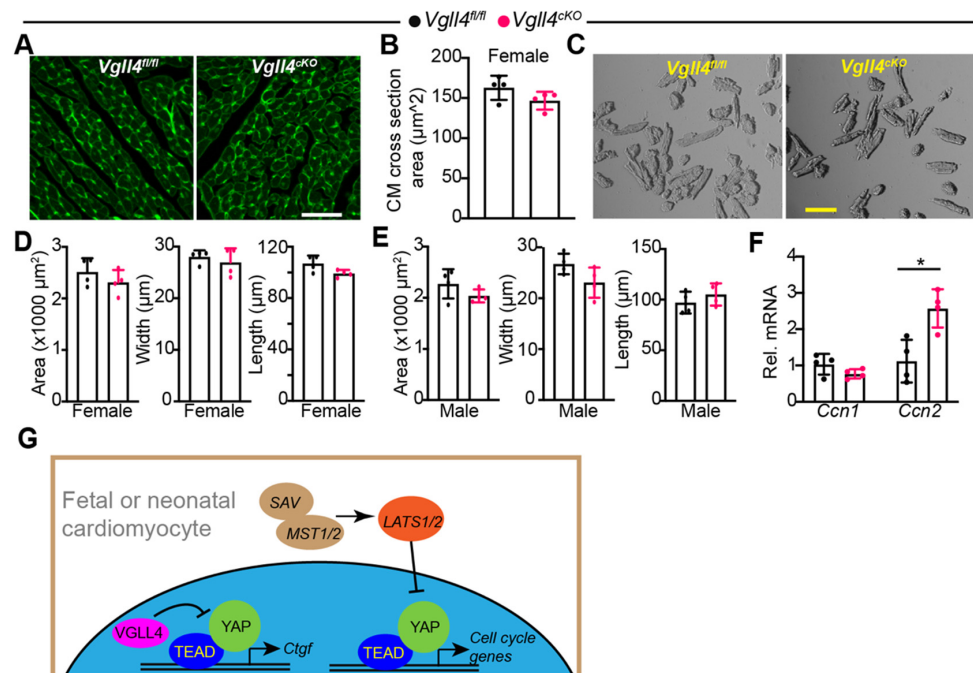 Vgll4fl/fl Vgll4cKO
A
Vgll4fl/fl
Vgll4cKO
B
Female
CM cross section
area (µm^2)
200
150
100
50
0
C
Vgll4fl/fl
Vgll4cKO
D
Area (x1000 µm²)
3
2
1
0
Female
Width (µm)
30
20
10
0
Female
Length (µm)
120
80
40
0
Female
E
Area (x1000 µm²)
3
2
1
0
Male
Width (µm)
30
20
10
0
Male
Length (µm)
150
100
50
0
Male
F
Rel. mRNA
4
3
2
1
0
*
Ccn1
Ccn2
G
Fetal or neonatal
cardiomyocyte
SAV
MST1/2
LATS1/2
VGLL4
YAP
TEAD
Ctgf
YAP
TEAD
Cell cycle
genes